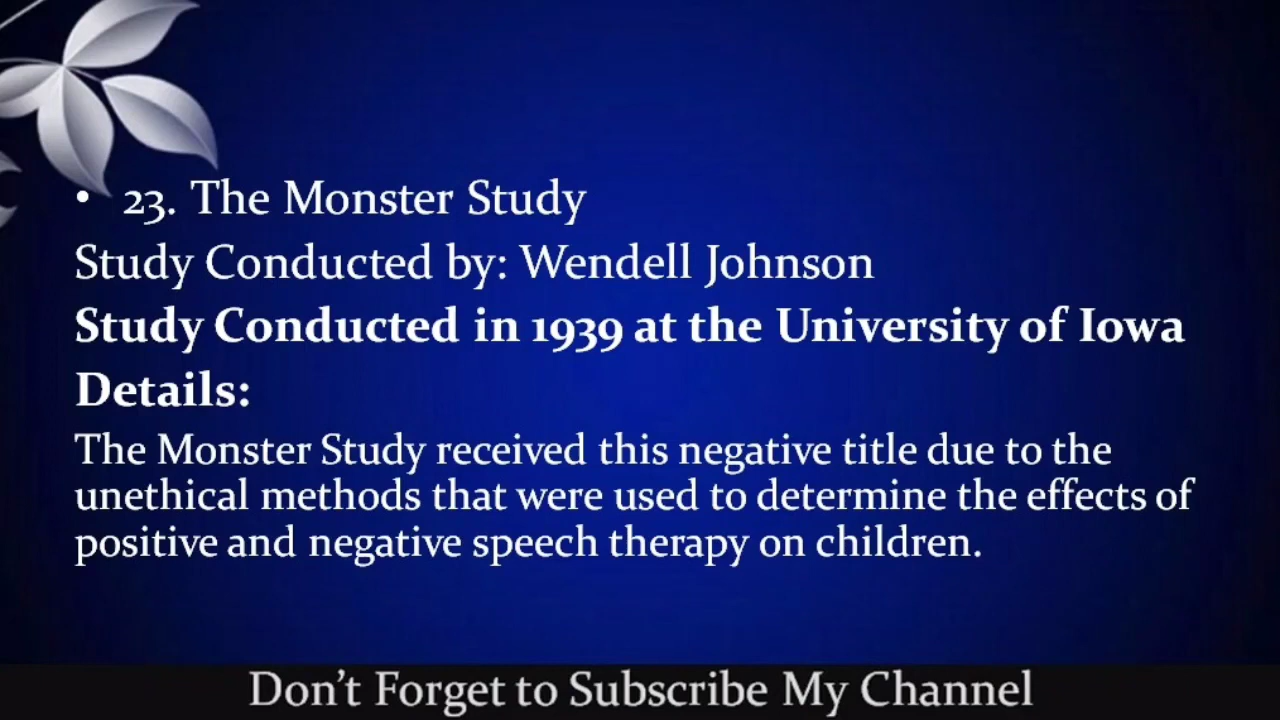 • 23. The Monster Study
Study Conducted by: Wendell Johnson
Study Conducted in 1939 at the University of Iowa
Details:
The Monster Study received this negative title due to the
unethical methods that were used to determine the effects of
positive and negative speech therapy on children.
Don't Forget to Subscribe My Channel